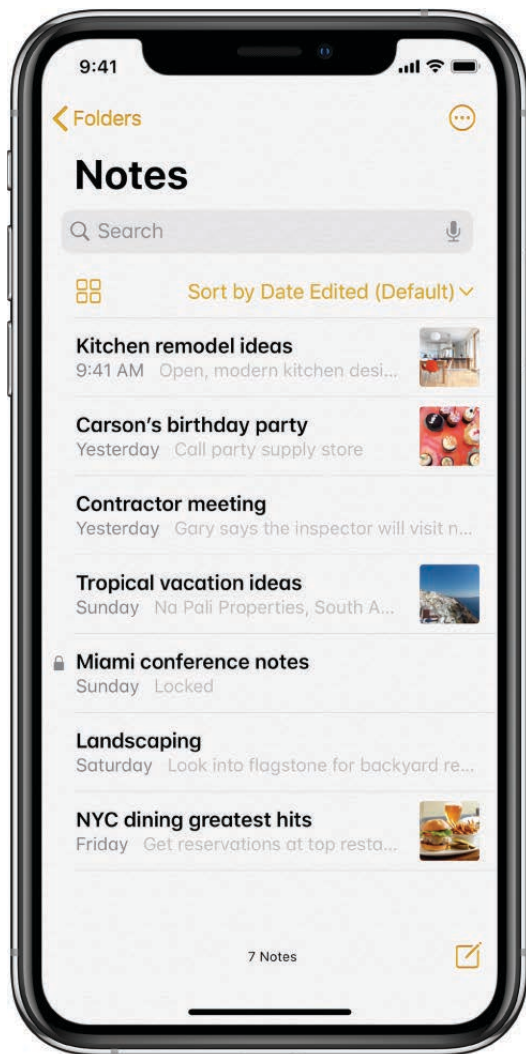 9:41
Folders
Notes
Search
Sort by Date Edited (Default)
Kitchen remodel ideas
9:41 AM Open, modern kitchen desi...
Carson's birthday party
Yesterday Call party supply store
Contractor meeting
Yesterday Gary says the inspector will visit n...
Tropical vacation ideas
Sunday Na Pali Properties, South A...
Miami conference notes
Sunday Locked
Landscaping
Saturday Look into flagstone for backyard re...
NYC dining greatest hits
Friday Get reservations at top resta...
7 Notes